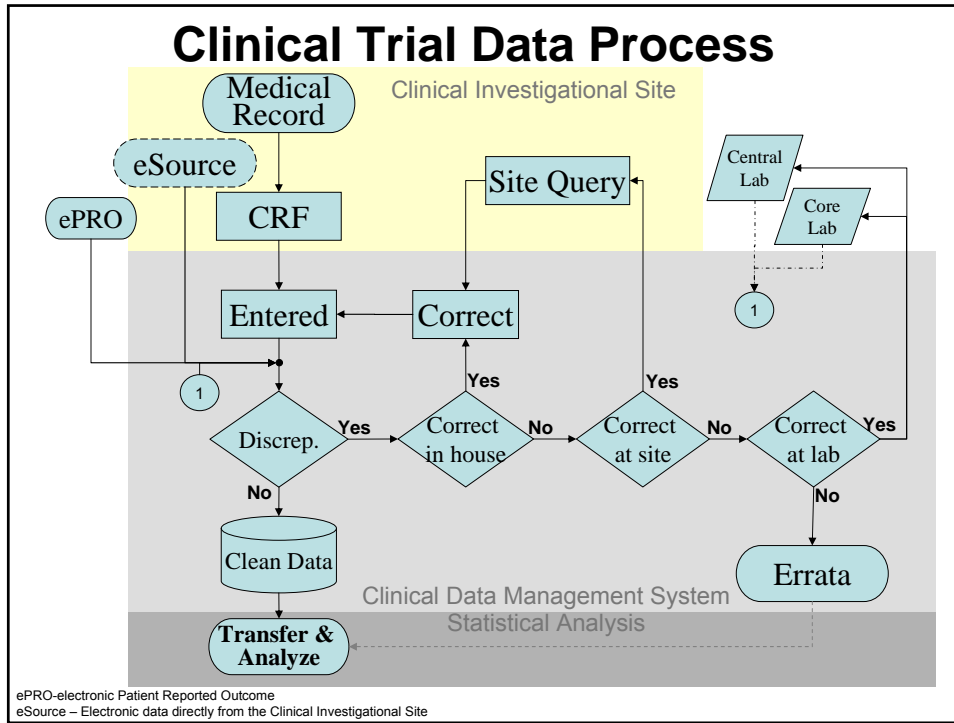 Clinical Trial Data Process
Medical
Record
Clinical Investigational Site
eSource
Central
Lab
Site Query
ePRO
CRF
Core
Lab
Entered
Correct
1
1
Yes
Yes
Discrep.
Yes
Correct
in house
No
Correct
at site
No
Correct
at lab
Yes
No
No
Clean Data
Errata
Clinical Data Management System
Statistical Analysis
Transfer &
Analyze
ePRO-electronic Patient Reported Outcome
eSource – Electronic data directly from the Clinical Investigational Site